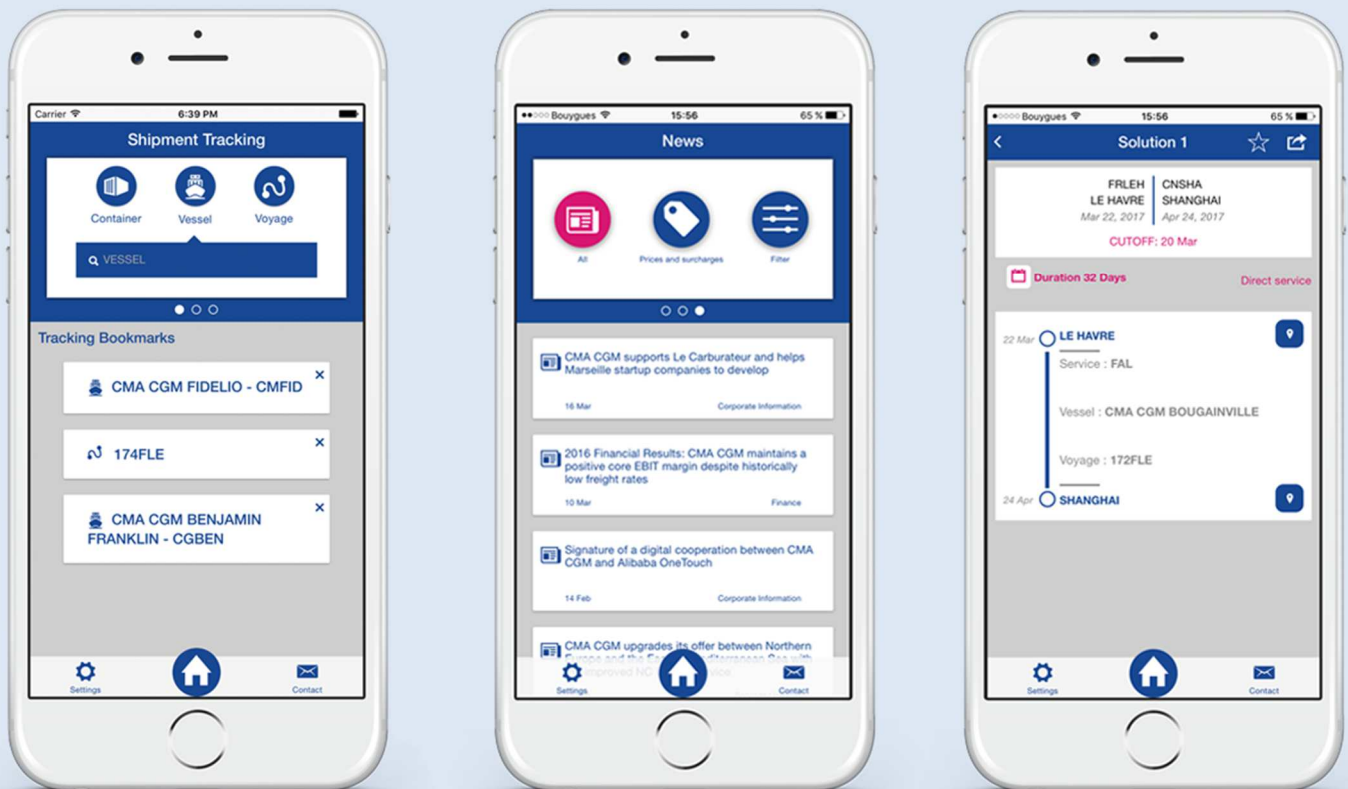 Carrier
6:39 PM
Shipment Tracking
Container
Vessel
Voyage
VESSEL
Tracking Bookmarks
CMA CGM FIDELIO - CMFID
174FLE
CMA CGM BENJAMIN
FRANKLIN - CGBEN
Settings
Contact
Bouygues
15:56
65 %
News
All
Prices and surcharges
Filter
CMA CGM supports Le Carburateur and helps
Marseille startup companies to develop
16 Mar
Corporate Information
2016 Financial Results: CMA CGM maintains a
positive core EBIT margin despite historically
low freight rates
10 Mar
Finance
Signature of a digital cooperation between CMA
CGM and Alibaba OneTouch
14 Feb
Corporate Information
CMA CGM upgrades its offer between Northern
Europe and the Sea with
improved service
Settings
Contact
Bouygues
15:56
65 %
Solution 1
FRLEH
CNSHA
LE HAVRE
SHANGHAI
Mar 22, 2017
Apr 24, 2017
CUTOFF: 20 Mar
Duration 32 Days
Direct service
22 Mar
LE HAVRE
Service : FAL
Vessel : CMA CGM BOUGAINVILLE
Voyage : 172FLE
24 Apr
SHANGHAI
Settings
Contact